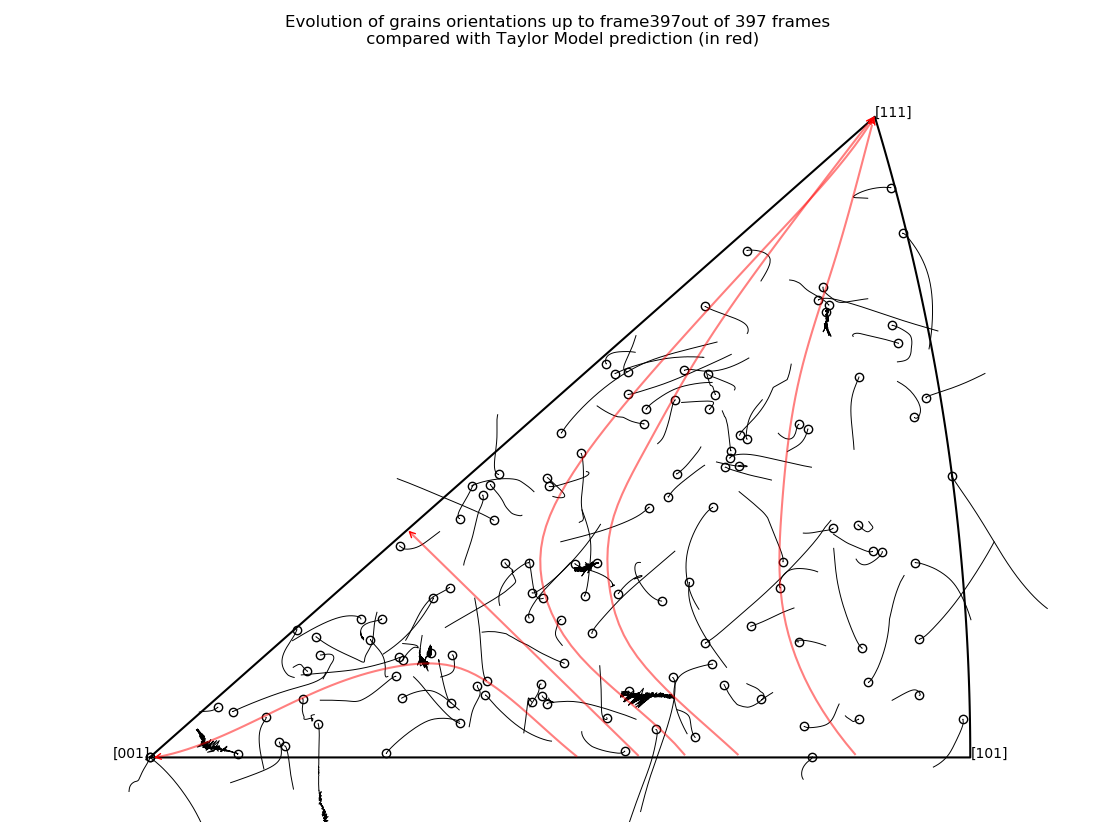 Evolution of grains orientations up to frame397out of 397 frames
compared with Taylor Model prediction (in red)
[111]
[001]
[101]